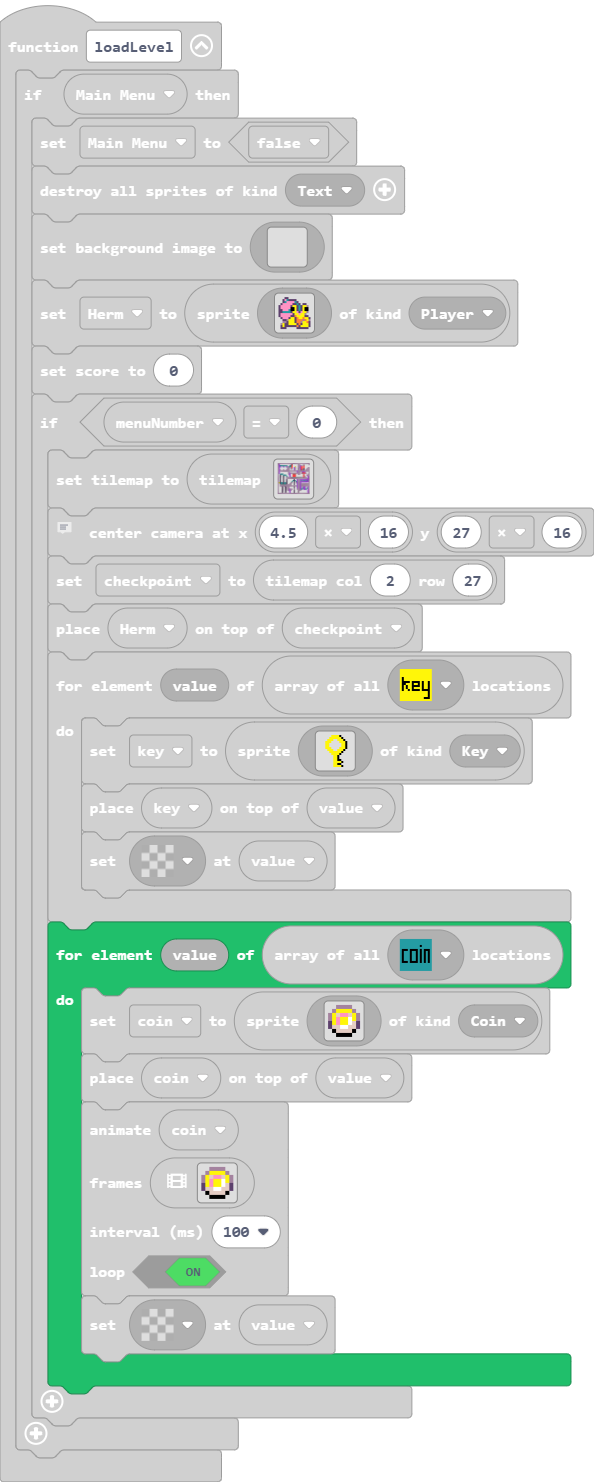 function loadLevel
if Main Menu then
set Main Menu to false
destroy all sprites of kind Text
set background image to
set Herm to sprite of kind Player
set score to 0
if menuNumber = 0 then
set tilemap to tilemap
center camera at x 4.5 × 16 y 27 × 16
set checkpoint to tilemap col 2 row 27
place Herm on top of checkpoint
for element value of array of all key locations
do
set key to sprite of kind Key
place key on top of value
set at value
for element value of array of all coin locations
do
set coin to sprite of kind Coin
place coin on top of value
animate coin
frames
interval (ms) 100
loop ON
set at value